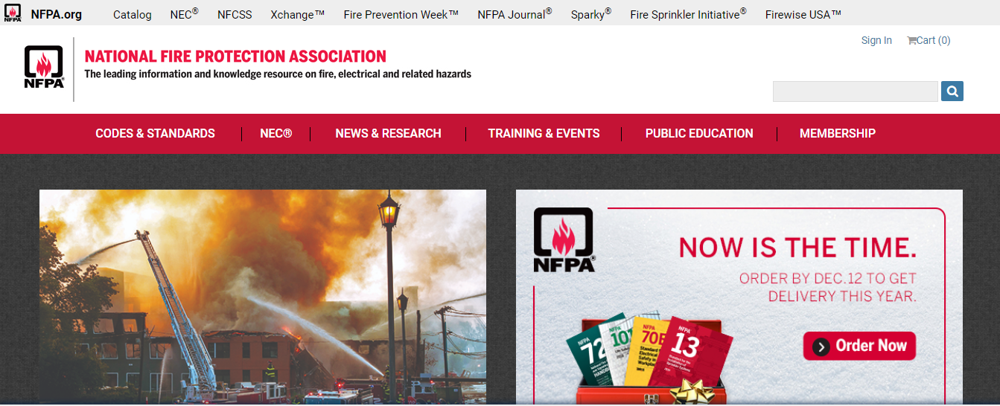 NFPA
NFPA.org
Catalog
NEC®
NFCSS
Xchange™
Fire Prevention Week™
NFPA Journal®
Sparky®
Fire Sprinkler Initiative®
Firewise USA™
Sign In
Cart (0)
NFPA®
NATIONAL FIRE PROTECTION ASSOCIATION
The leading information and knowledge resource on fire, electrical and related hazards
CODES & STANDARDS
NEC®
NEWS & RESEARCH
TRAINING & EVENTS
PUBLIC EDUCATION
MEMBERSHIP
NFPA®
NOW IS THE TIME.
ORDER BY DEC.12 TO GET
DELIVERY THIS YEAR.
Order Now
NFPA
72
NFPA
101
NFPA
70E
NFPA
13